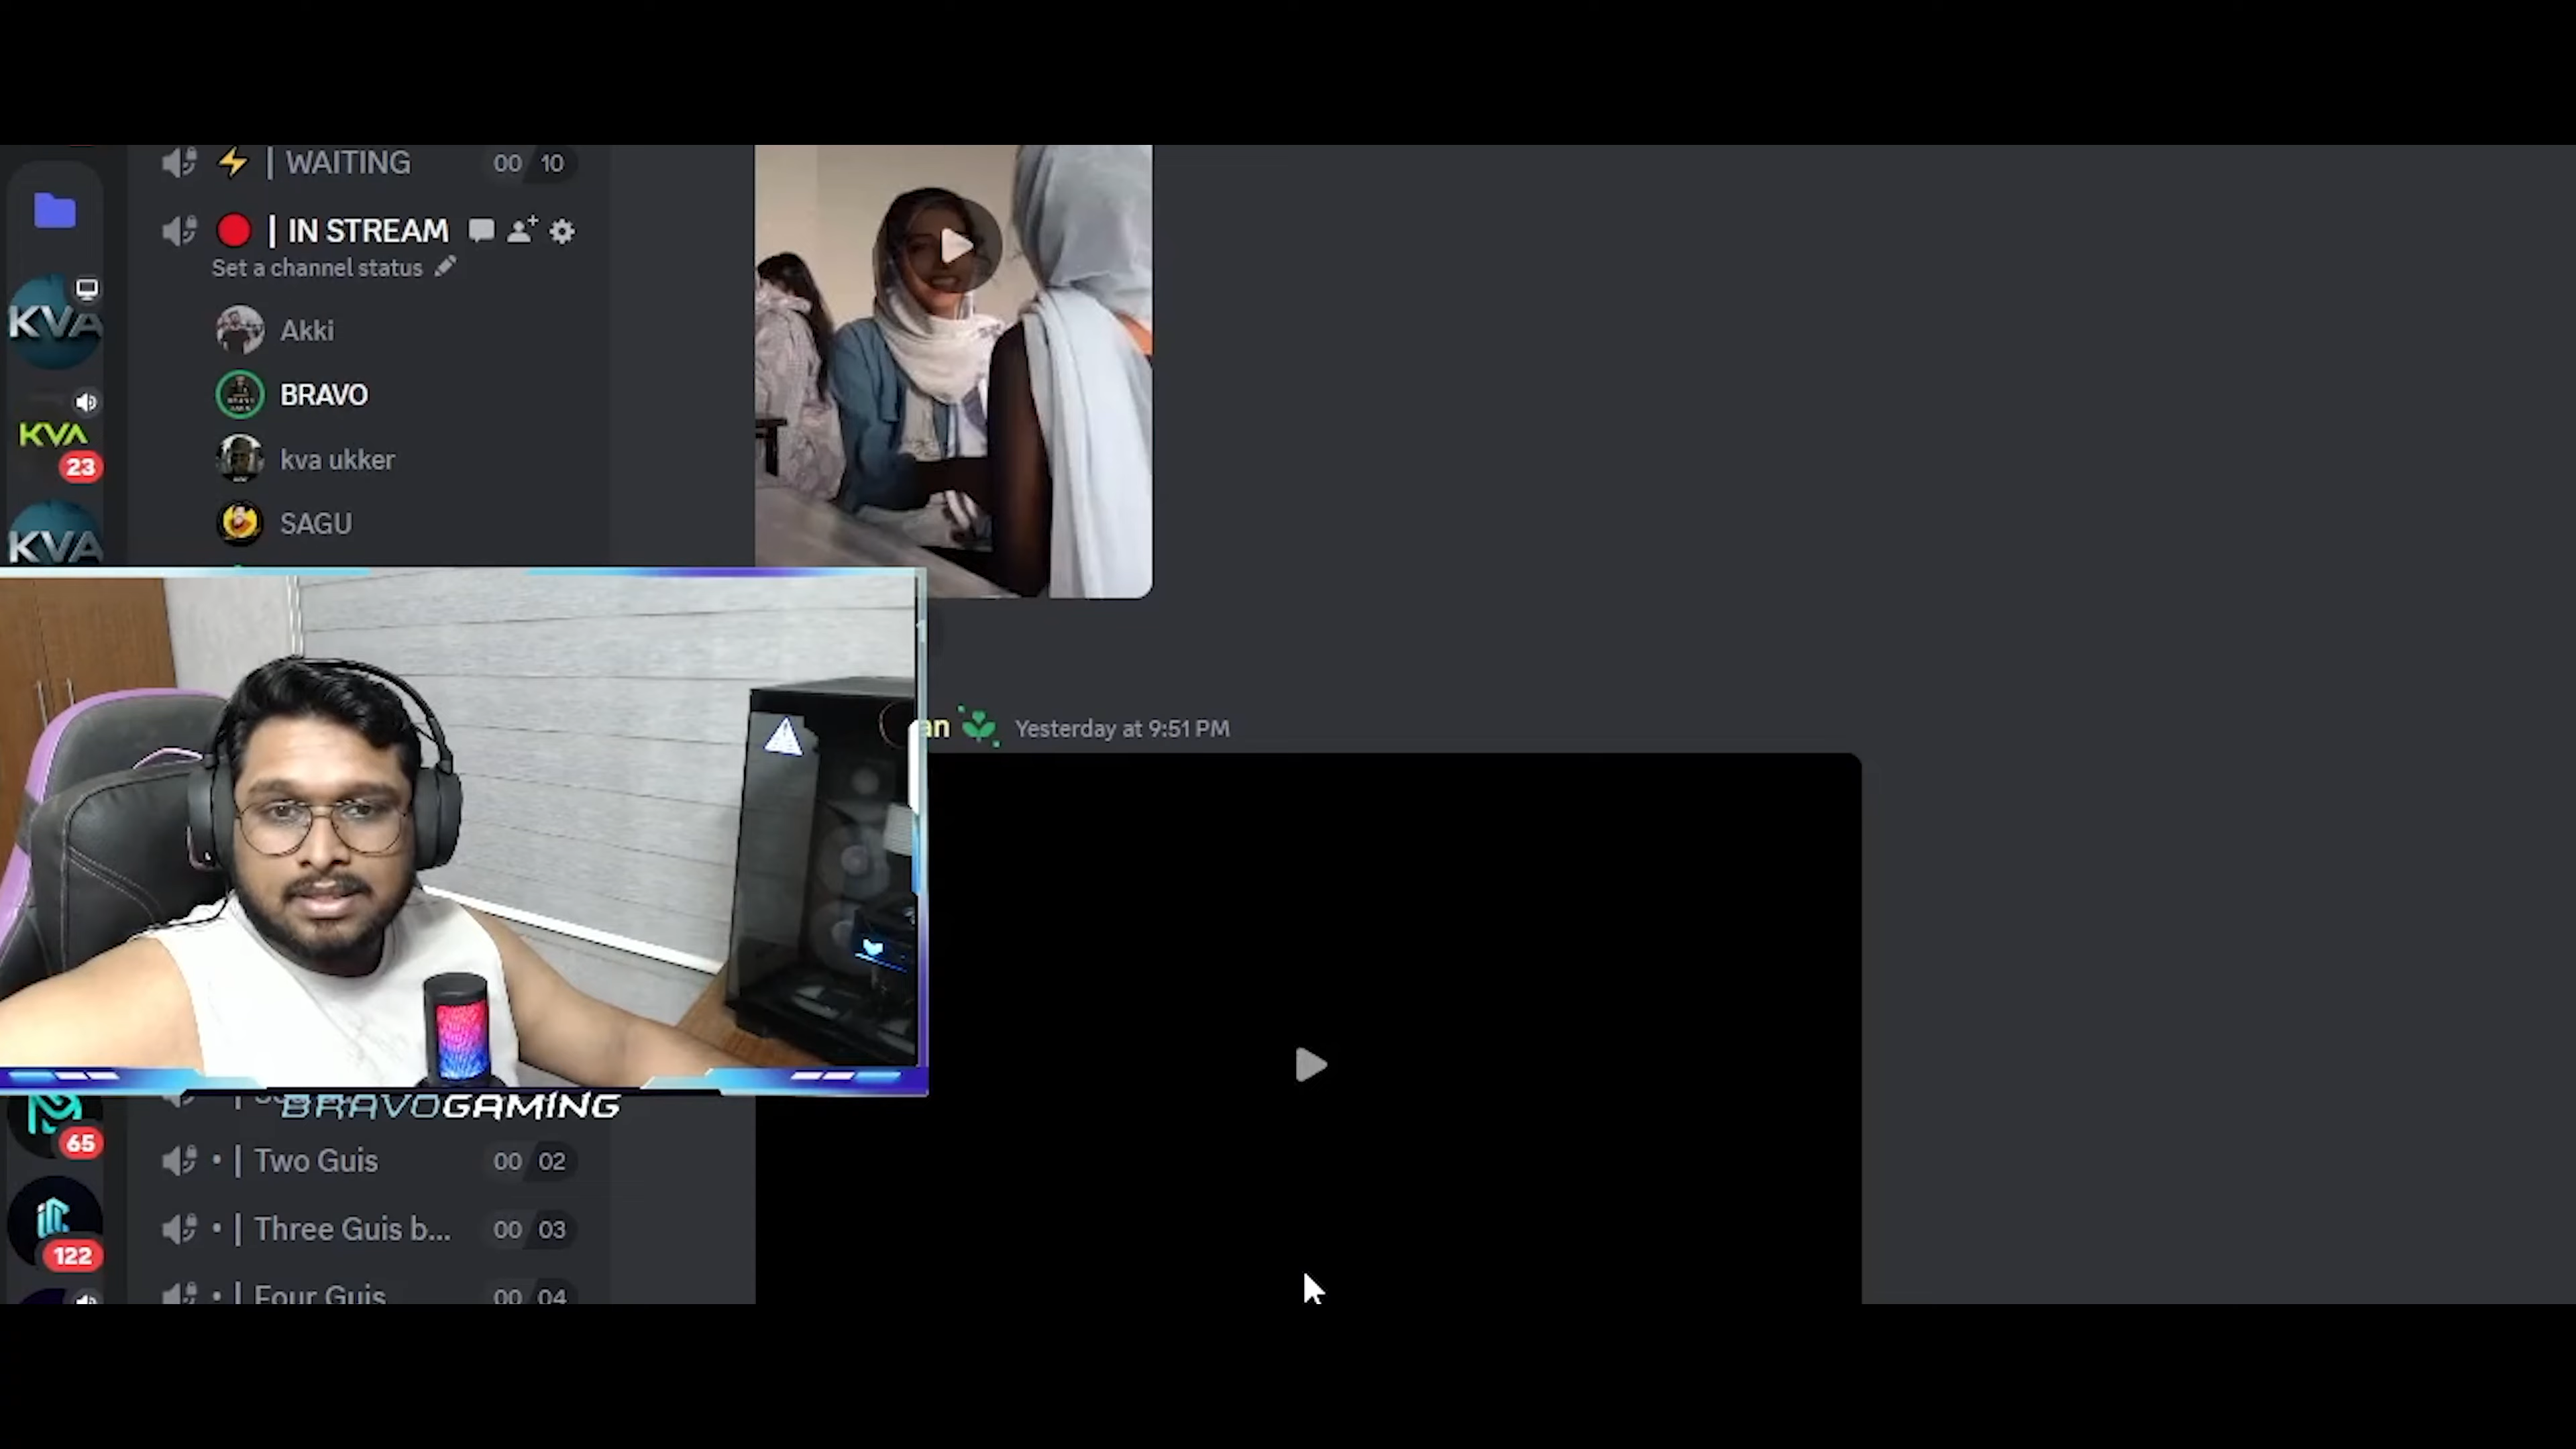 WAITING 00 10
IN STREAM
Set a channel status
KVA
Akki
BRAVO
KVA
23
kva ukker
SAGU
KVA
an Yesterday at 9:51 PM
BRAVOGAMING
65
Two Guis 00 02
Three Guis b... 00 03
122
Four Guis 00 04